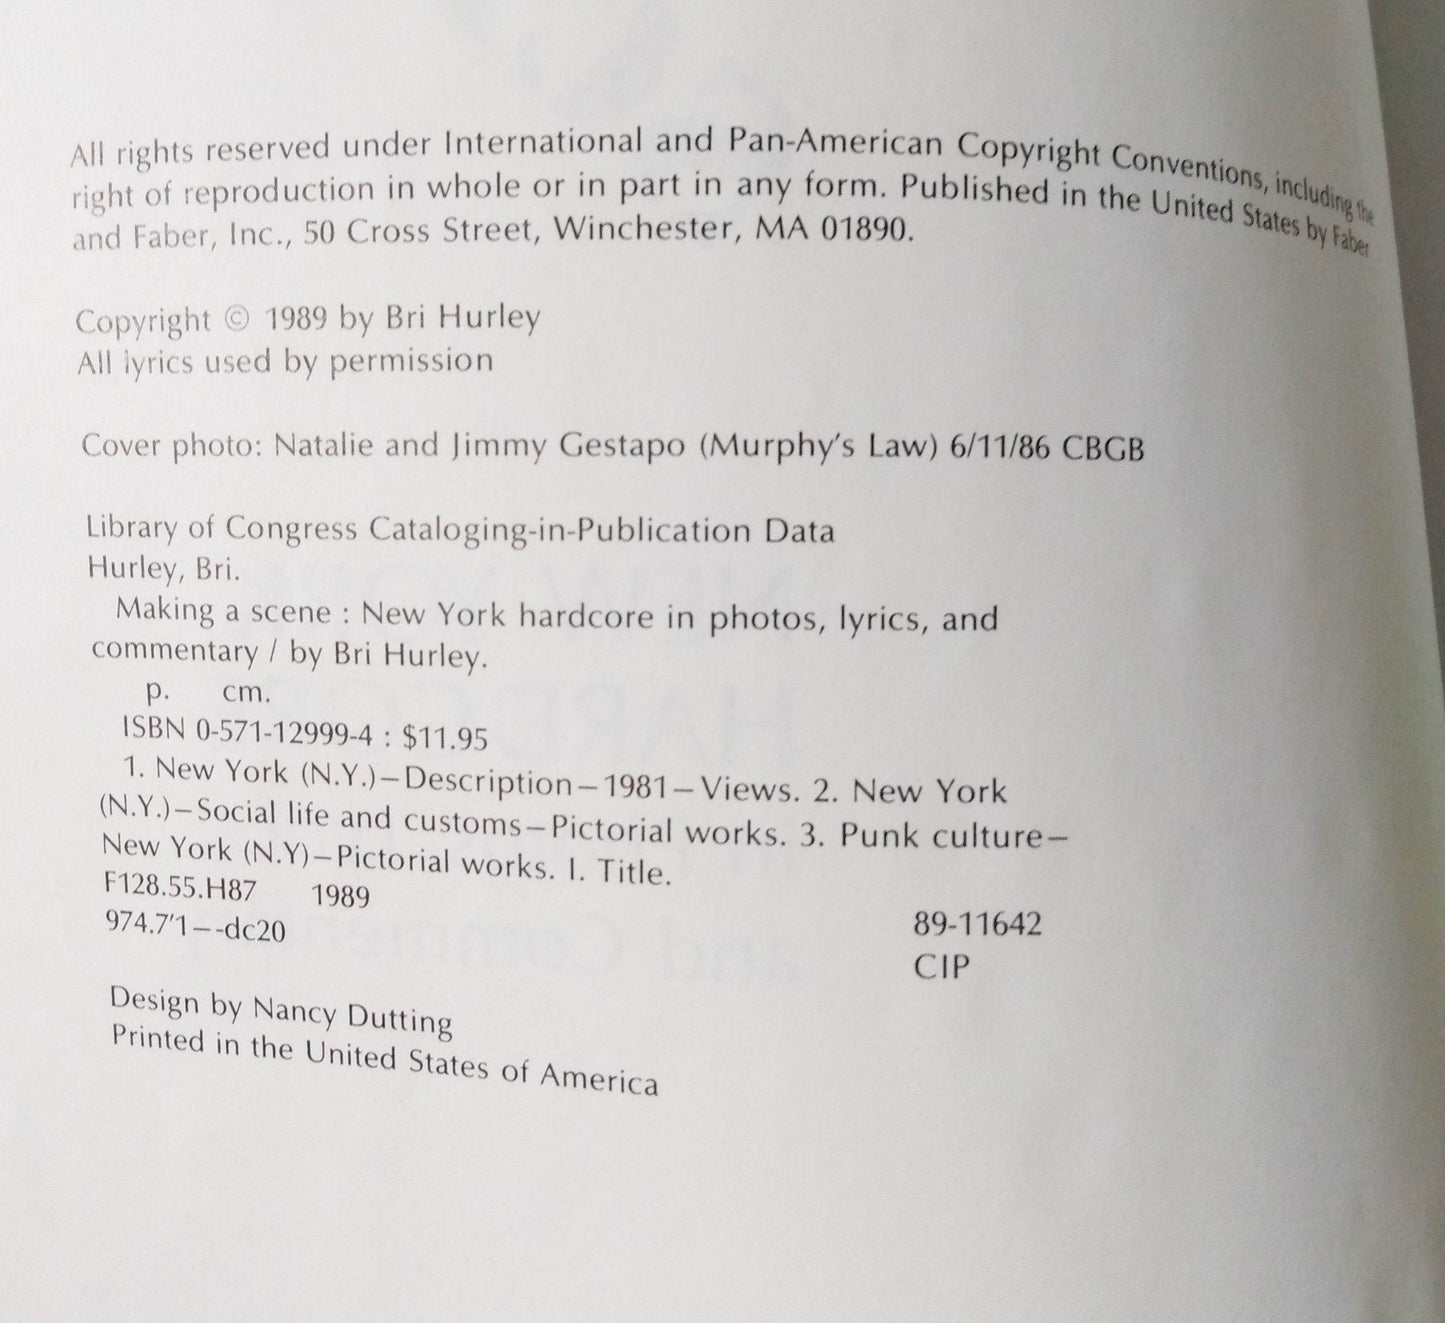 All rights reserved under International and Pan-American Copyright Conventions, including the
right of reproduction in whole or in part in any form. Published in the United States by Faber
and Faber, Inc., 50 Cross Street, Winchester, MA 01890.
Copyright © 1989 by Bri Hurley
All lyrics used by permission
Cover photo: Natalie and Jimmy Gestapo (Murphy's Law) 6/11/86 CBGB
Library of Congress Cataloging-in-Publication Data
Hurley, Bri.
Making a scene : New York hardcore in photos, lyrics, and
commentary / by Bri Hurley.
p. cm.
ISBN 0-571-12999-4 : $11.95
1. New York (N.Y.)—Description—1981—Views. 2. New York
(N.Y.)—Social life and customs—Pictorial works. 3. Punk culture—
New York (N.Y)—Pictorial works. I. Title.
F128.55.H87 1989
974.7'1—-dc20 89-11642
CIP
Design by Nancy Dutting
Printed in the United States of America